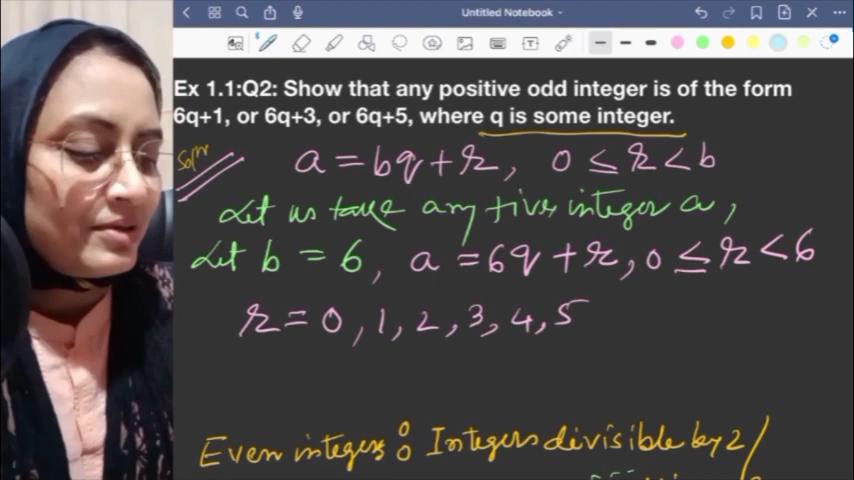 Untitled Notebook
Ex 1.1:Q2: Show that any positive odd integer is of the form
6q+1, or 6q+3, or 6q+5, where q is some integer.
Solⁿ
a = bq + r, 0 ≤ r < b
Let us take any +ive integer a,
Let b = 6, a = 6q + r, 0 ≤ r < 6
r = 0, 1, 2, 3, 4, 5
Even integers : Integers divisible by 2